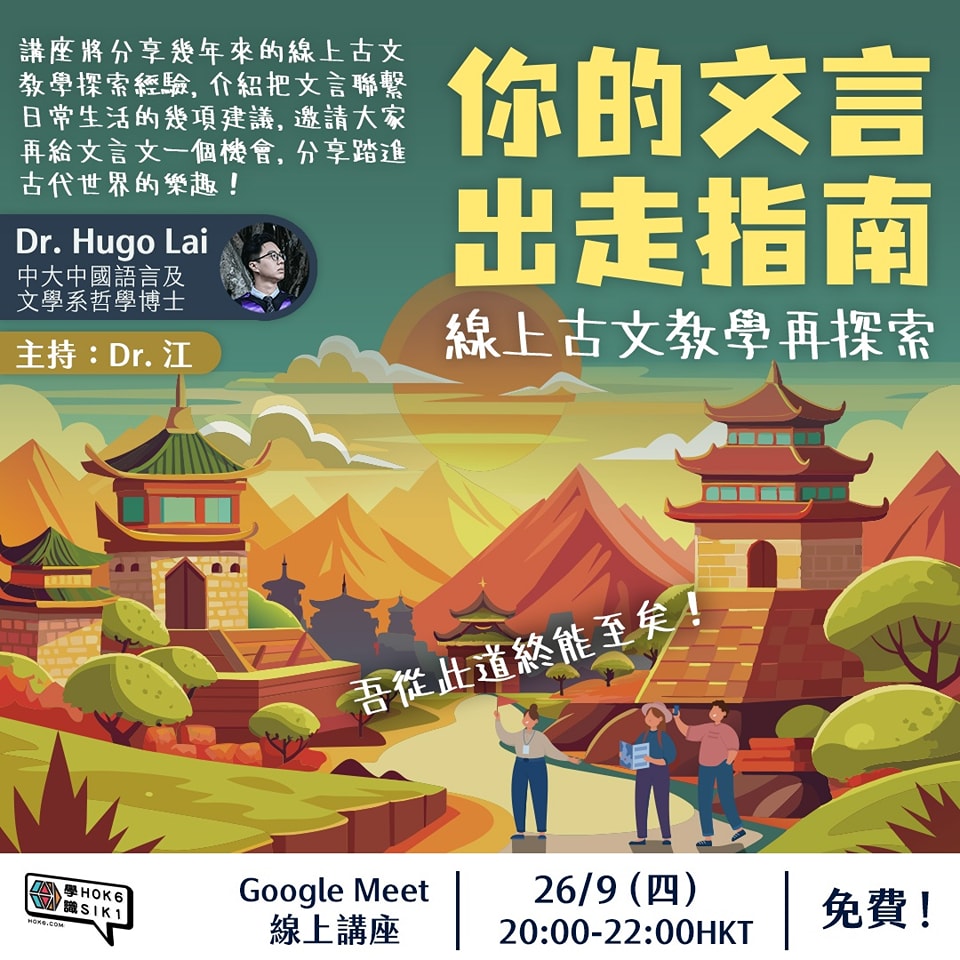 講座將分享幾年來的線上古文
教學探索經驗, 介紹把文言聯繫
日常生活的幾項建議, 邀請大家
再給文言文一個機會, 分享踏進
古代世界的樂趣！
你的文言
出走指南
線上古文教學再探索
Dr. Hugo Lai
中大中國語言及
文學系哲學博士
主持：Dr. 江
吾從此道終能至矣！
學HOK6
識SIK1
HOK6.COM
Google Meet
線上講座
26/9 (四)
20:00-22:00HKT
免費！